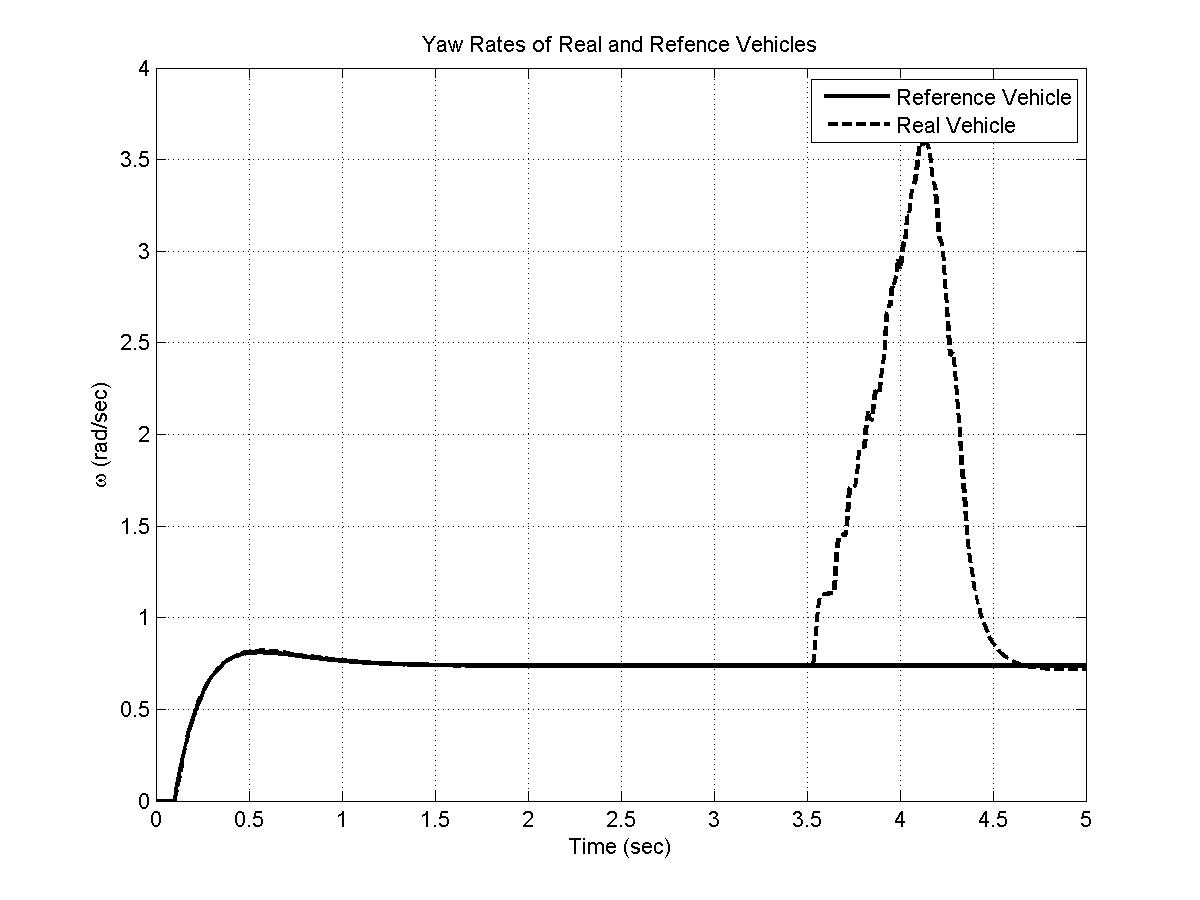 Yaw Rates of Real and Refence Vehicles
Reference Vehicle
Real Vehicle
4
3.5
3
2.5
2
1.5
1
0.5
0
ω (rad/sec)
0 0.5 1 1.5 2 2.5 3 3.5 4 4.5 5
Time (sec)